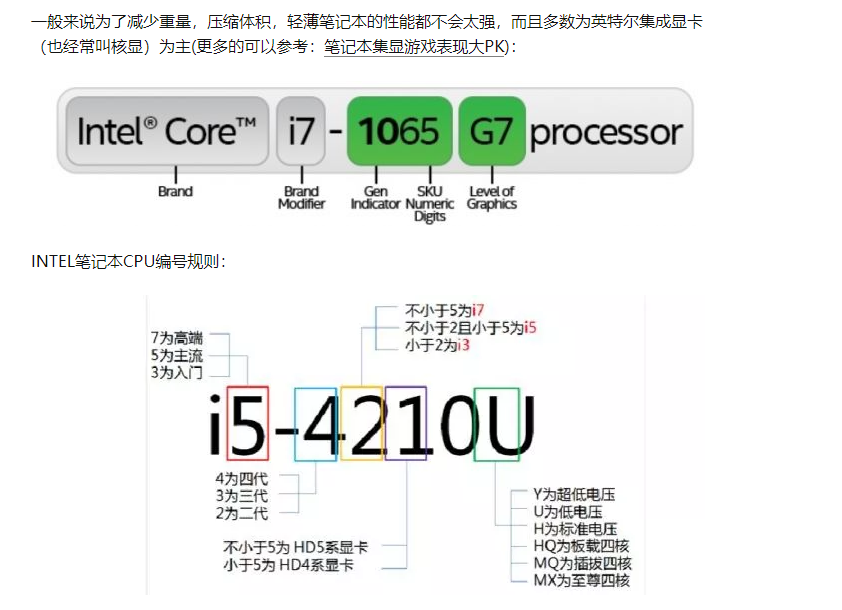 一般来说为了减少重量，压缩体积，轻薄笔记本的性能都不会太强，而且多数为英特尔集成显卡
（也经常叫核显）为主(更多的可以参考：笔记本集显游戏表现大PK)：
Intel® Core™ i7 - 1065 G7 processor
Brand
Brand
Modifier
Gen
Indicator
SKU
Numeric
Digits
Level of
Graphics
INTEL笔记本CPU编号规则：
不小于5为i7
不小于2且小于5为i5
小于2为i3
7为高端
5为主流
3为入门
i5-4210U
4为四代
3为三代
2为二代
不小于5为 HD5系显卡
小于5为 HD4系显卡
Y为超低电压
U为低电压
H为标准电压
HQ为板载四核
MQ为插拔四核
MX为至尊四核